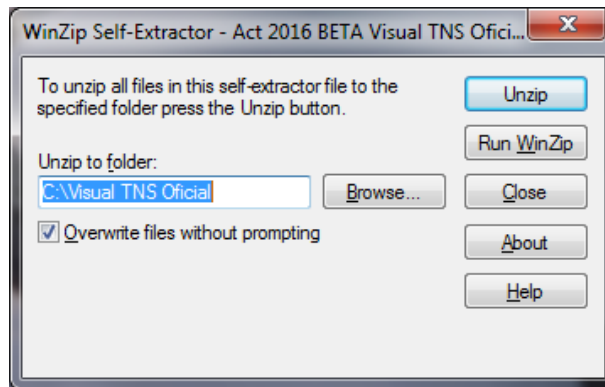 WinZip Self-Extractor - Act 2016 BETA Visual TNS Ofici...
To unzip all files in this self-extractor file to the
specified folder press the Unzip button.
Unzip to folder:
C:\Visual TNS Oficial
Browse...
Overwrite files without prompting
Unzip
Run WinZip
Close
About
Help